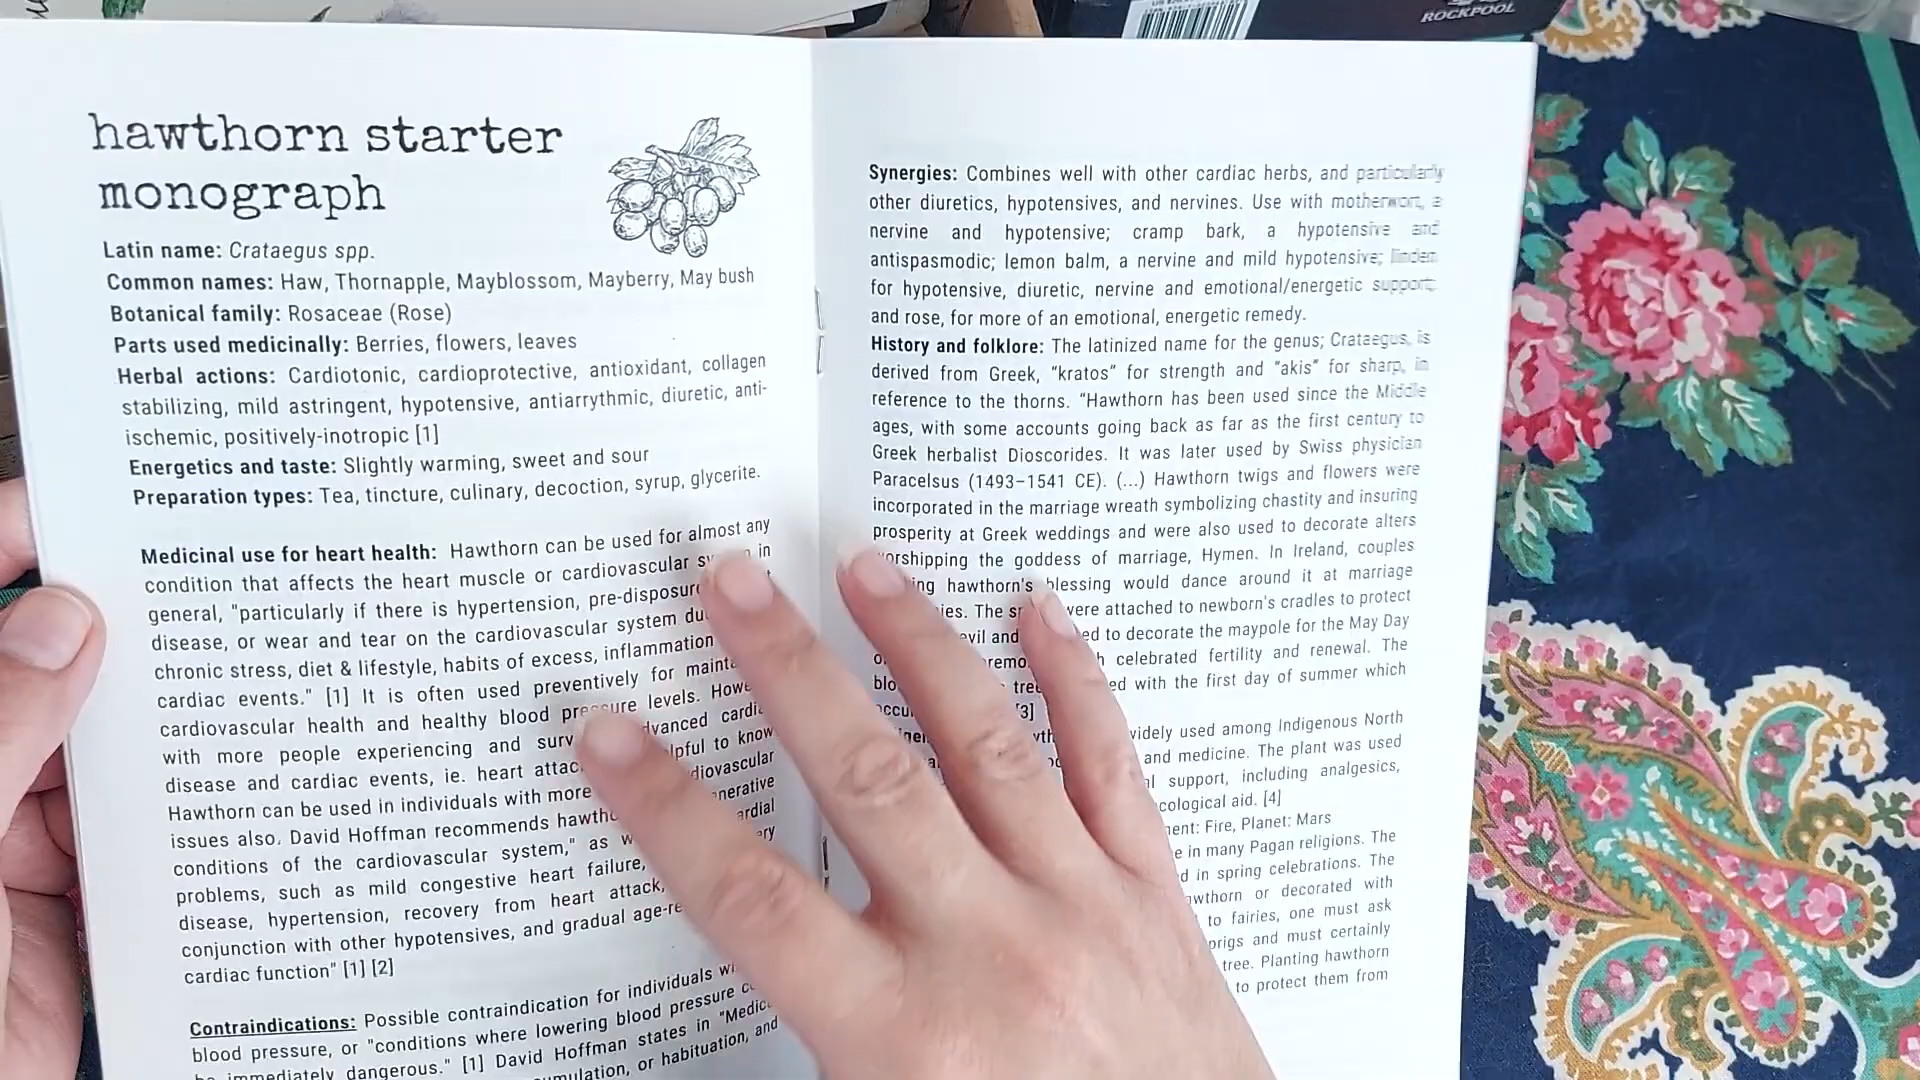 ROCKPOOL
hawthorn starter
monograph
Latin name: Crataegus spp.
Common names: Haw, Thornapple, Mayblossom, Mayberry, May bush
Botanical family: Rosaceae (Rose)
Parts used medicinally: Berries, flowers, leaves
Herbal actions: Cardiotonic, cardioprotective, antioxidant, collagen
stabilizing, mild astringent, hypotensive, antiarrythmic, diuretic, anti-
ischemic, positively-inotropic [1]
Energetics and taste: Slightly warming, sweet and sour
Preparation types: Tea, tincture, culinary, decoction, syrup, glycerite.
Medicinal use for heart health: Hawthorn can be used for almost any
condition that affects the heart muscle or cardiovascular in
general, "particularly if there is hypertension,
disease, or wear and tear on the cardiovascular system
chronic stress, diet & lifestyle, habits of excess, inflammation
cardiac events." [1] It is often used preventively for
cardiovascular health and healthy blood pressure levels.
with more people experiencing and advanced
disease and cardiac events, ie. heart to know
Hawthorn can be used in individuals with more
issues also. David Hoffman recommends
conditions of the cardiovascular system," as
problems, such as mild congestive heart failure,
disease, hypertension, recovery from heart attack,
conjunction with other hypotensives, and gradual
cardiac function" [1] [2]
Contraindications: Possible contraindication for individuals
blood pressure, or "conditions where lowering blood pressure
immediately dangerous." [1] David Hoffman states in
or habituation, and
Synergies: Combines well with other cardiac herbs, and particularly
other diuretics, hypotensives, and nervines. Use with motherwort, a
nervine and hypotensive; cramp bark, a hypotensive and
antispasmodic; lemon balm, a nervine and mild hypotensive; linden
for hypotensive, diuretic, nervine and emotional/energetic support;
and rose, for more of an emotional, energetic remedy.
History and folklore: The latinized name for the genus; Crataegus, is
derived from Greek, "kratos" for strength and "akis" for sharp, in
reference to the thorns. "Hawthorn has been used since the Middle
ages, with some accounts going back as far as the first century to
Greek herbalist Dioscorides. It was later used by Swiss physician
Paracelsus (1493–1541 CE). (...) Hawthorn twigs and flowers were
incorporated in the marriage wreath symbolizing chastity and insuring
prosperity at Greek weddings and were also used to decorate alters
worshipping the goddess of marriage, Hymen. In Ireland, couples
hawthorn's blessing would dance around it at marriage
The were attached to newborn's cradles to protect
evil and to decorate the maypole for the May Day
celebrated fertility and renewal. The
with the first day of summer which
[3]
widely used among Indigenous North
and medicine. The plant was used
support, including analgesics,
aid. [4]
Fire, Planet: Mars
in many Pagan religions. The
in spring celebrations. The
or decorated with
to fairies, one must ask
and must certainly
tree. Planting hawthorn
to protect them from